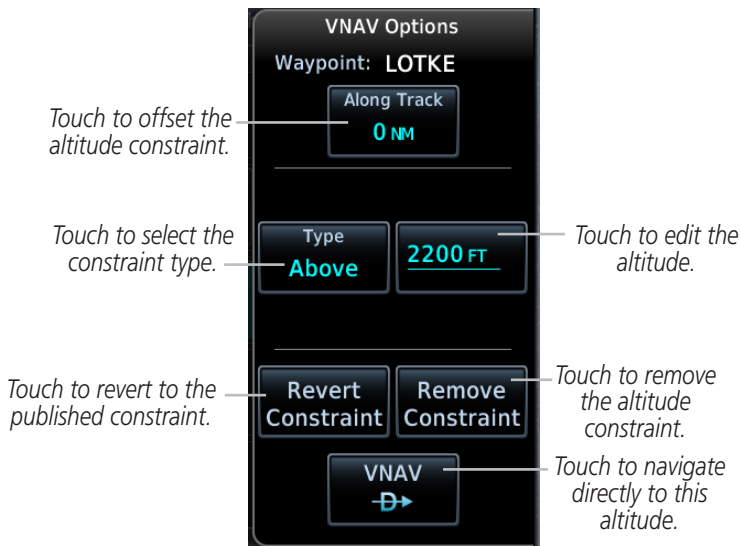 VNAV Options
Waypoint: LOTKE
Touch to offset the
altitude constraint.
Along Track
0 NM
Touch to select the
constraint type.
Type
Above
2200 FT
Touch to edit the
altitude.
Touch to revert to the
published constraint.
Revert
Constraint
Remove
Constraint
Touch to remove
the altitude
constraint.
VNAV
D
Touch to navigate
directly to this
altitude.